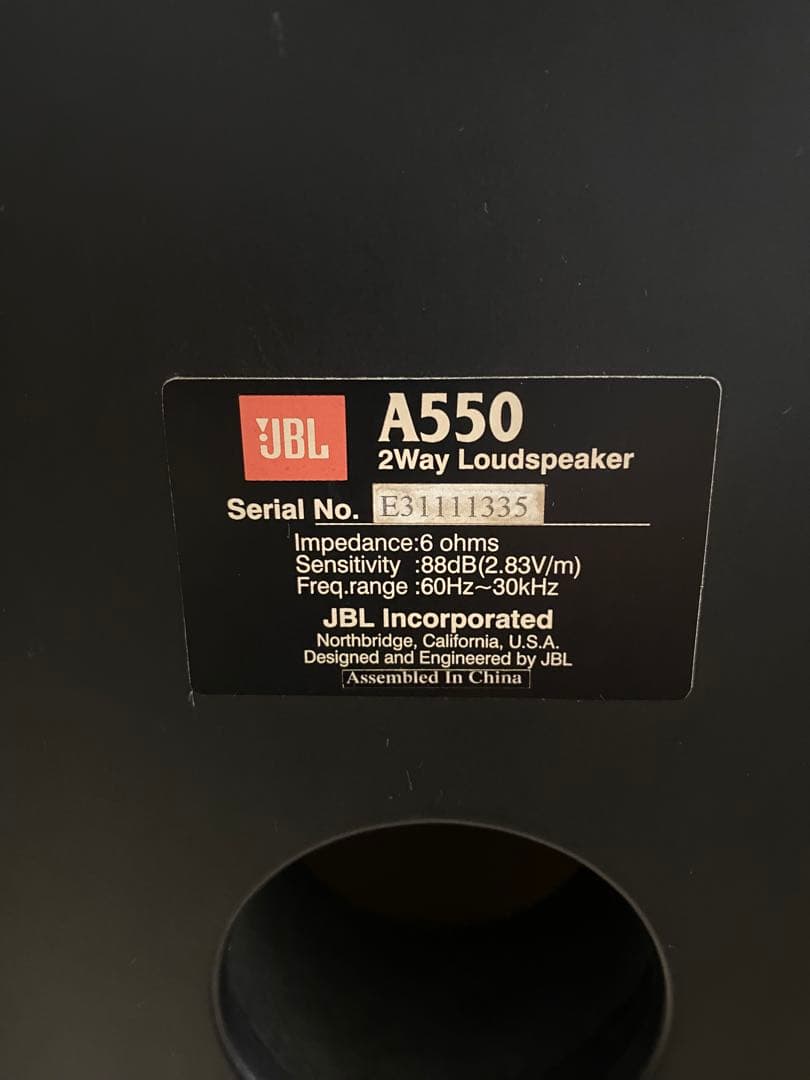 JBL
A550
2Way Loudspeaker
Serial No. E31111335
Impedance:6 ohms
Sensitivity :88dB(2.83V/m)
Freq.range :60Hz~30kHz
JBL Incorporated
Northbridge, California, U.S.A.
Designed and Engineered by JBL
Assembled In China